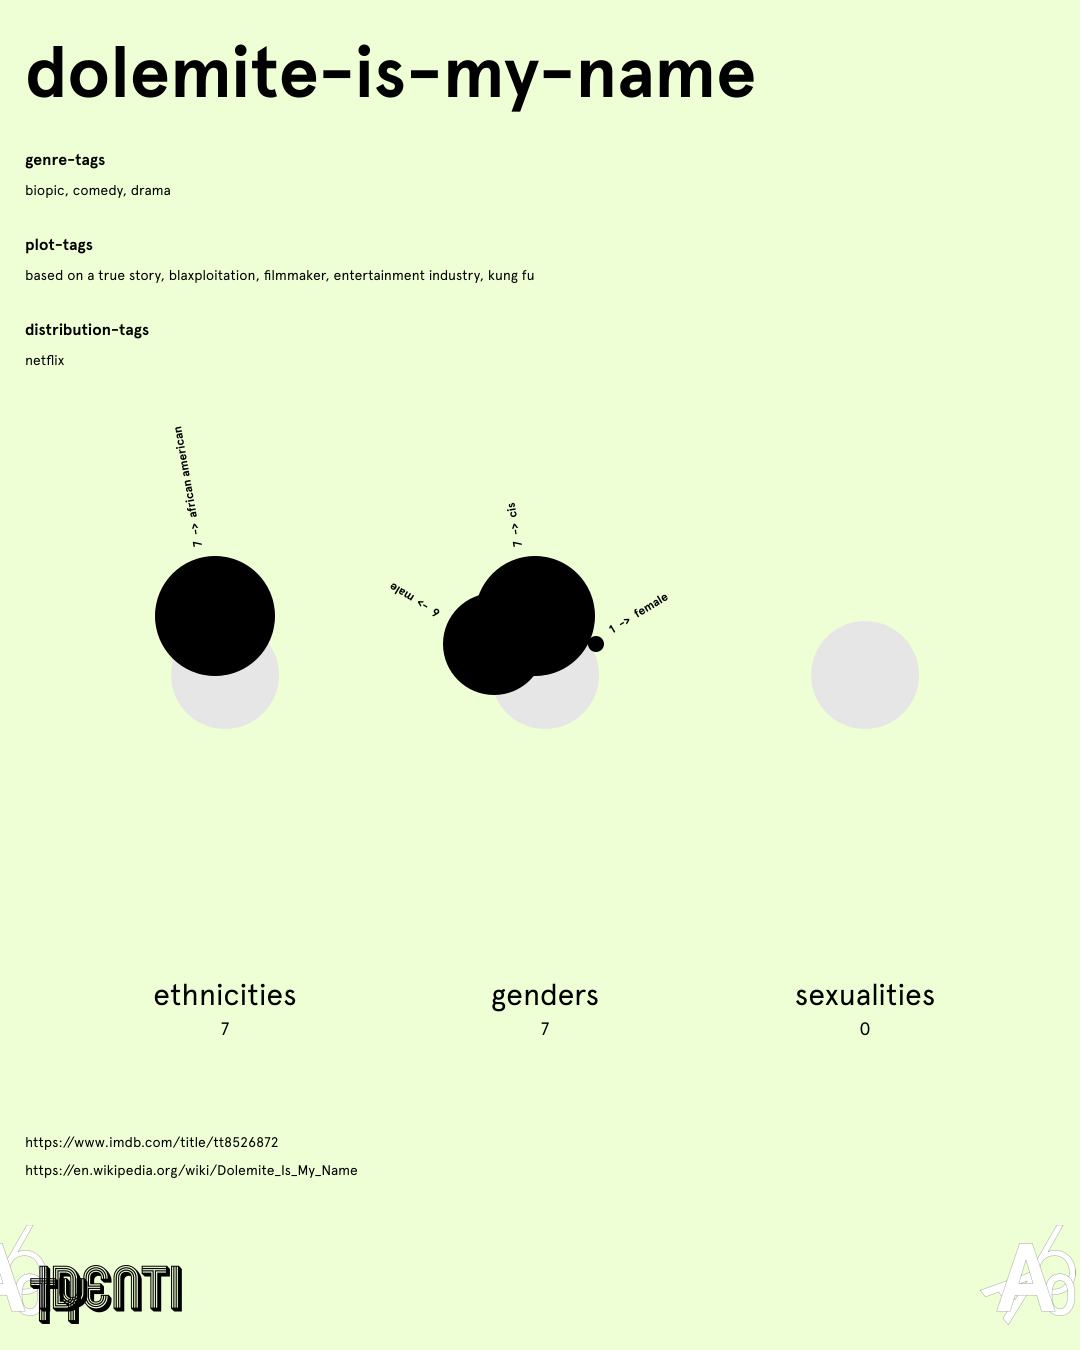 dolemite-is-my-name
genre-tags
biopic, comedy, drama
plot-tags
based on a true story, blaxploitation, filmmaker, entertainment industry, kung fu
distribution-tags
netflix
7 -> african american
7 -> cis
6 -> male
1 -> female
ethnicities
7
genders
7
sexualities
0
https://www.imdb.com/title/tt8526872
https://en.wikipedia.org/wiki/Dolemite_Is_My_Name
IDENTI